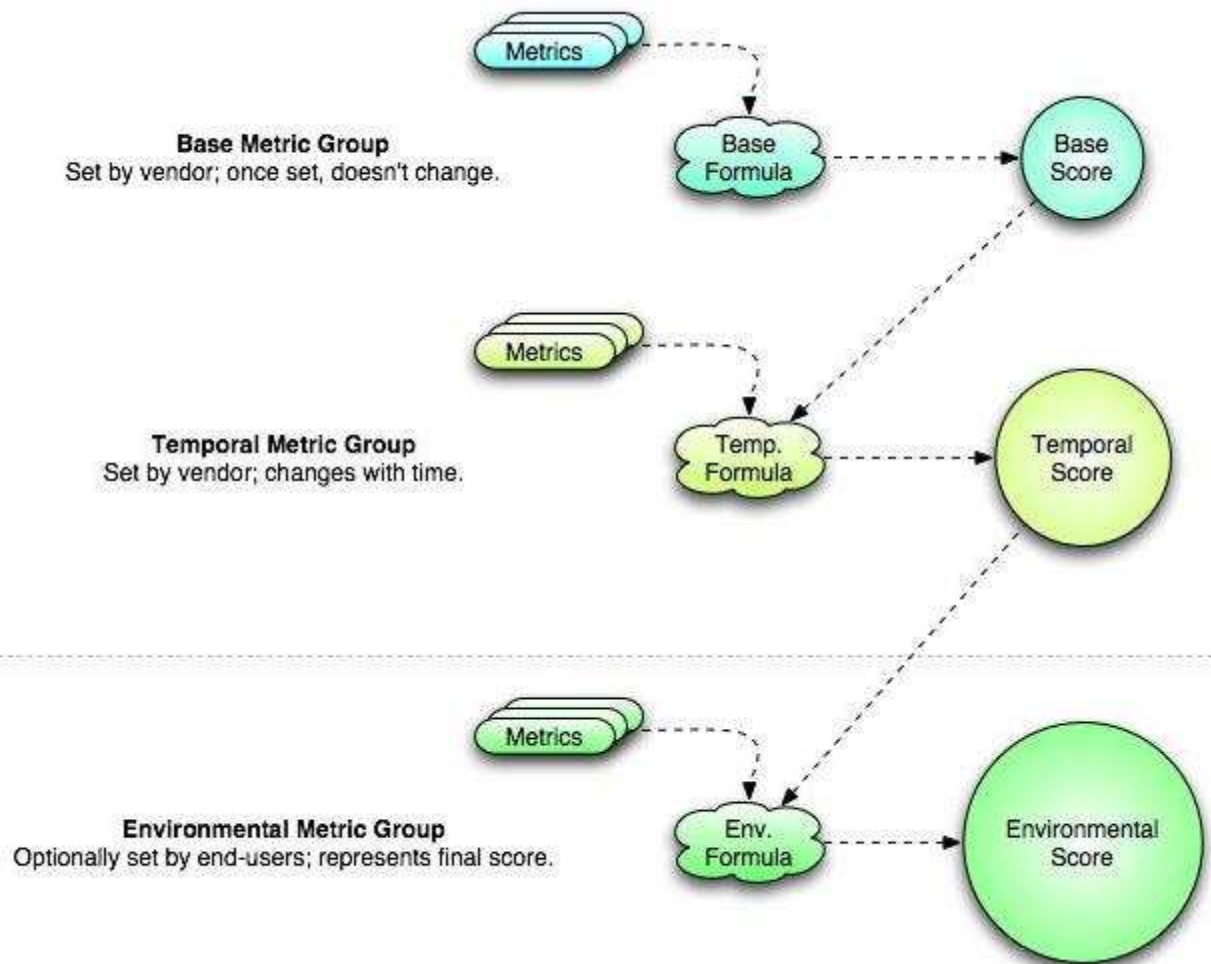 Metrics
Base Metric Group
Set by vendor; once set, doesn't change.
Base
Formula
Base
Score
Metrics
Temporal Metric Group
Set by vendor; changes with time.
Temp.
Formula
Temporal
Score
Metrics
Environmental Metric Group
Optionally set by end-users; represents final score.
Env.
Formula
Environmental
Score